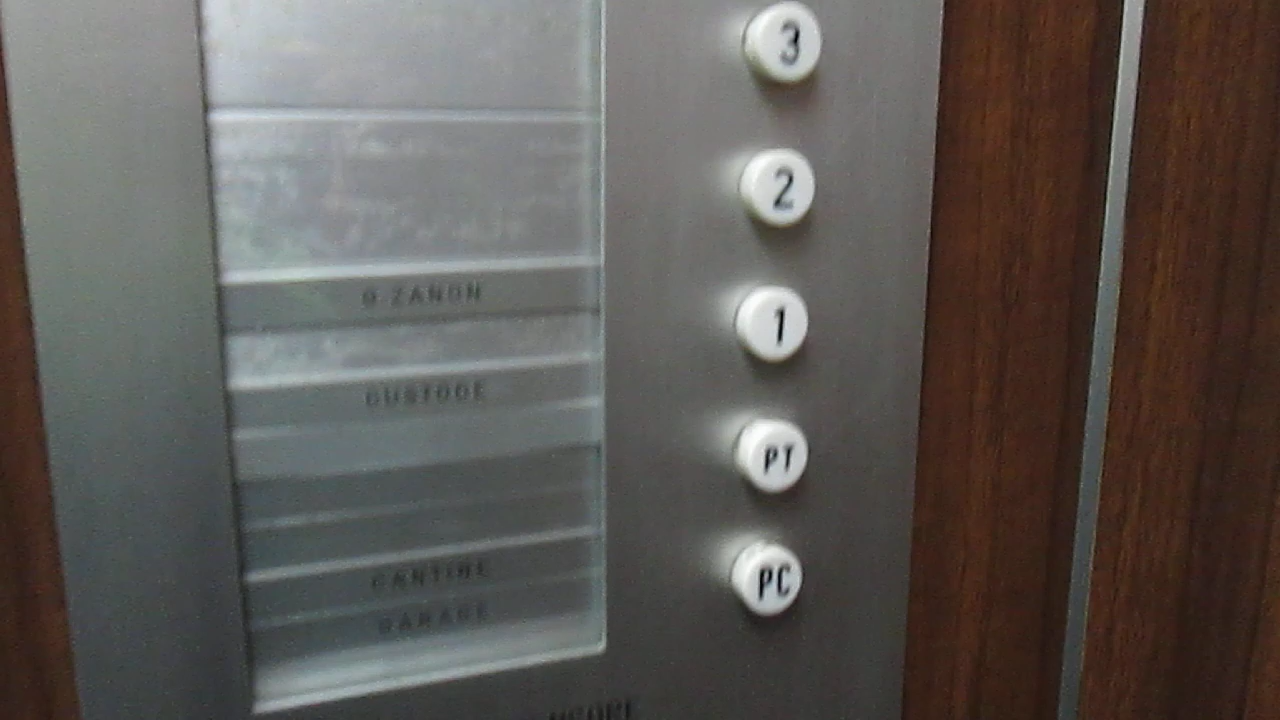 3
2
G. ZANON
1
CUSTODE
PT
CANTINE
PC
GARAGE